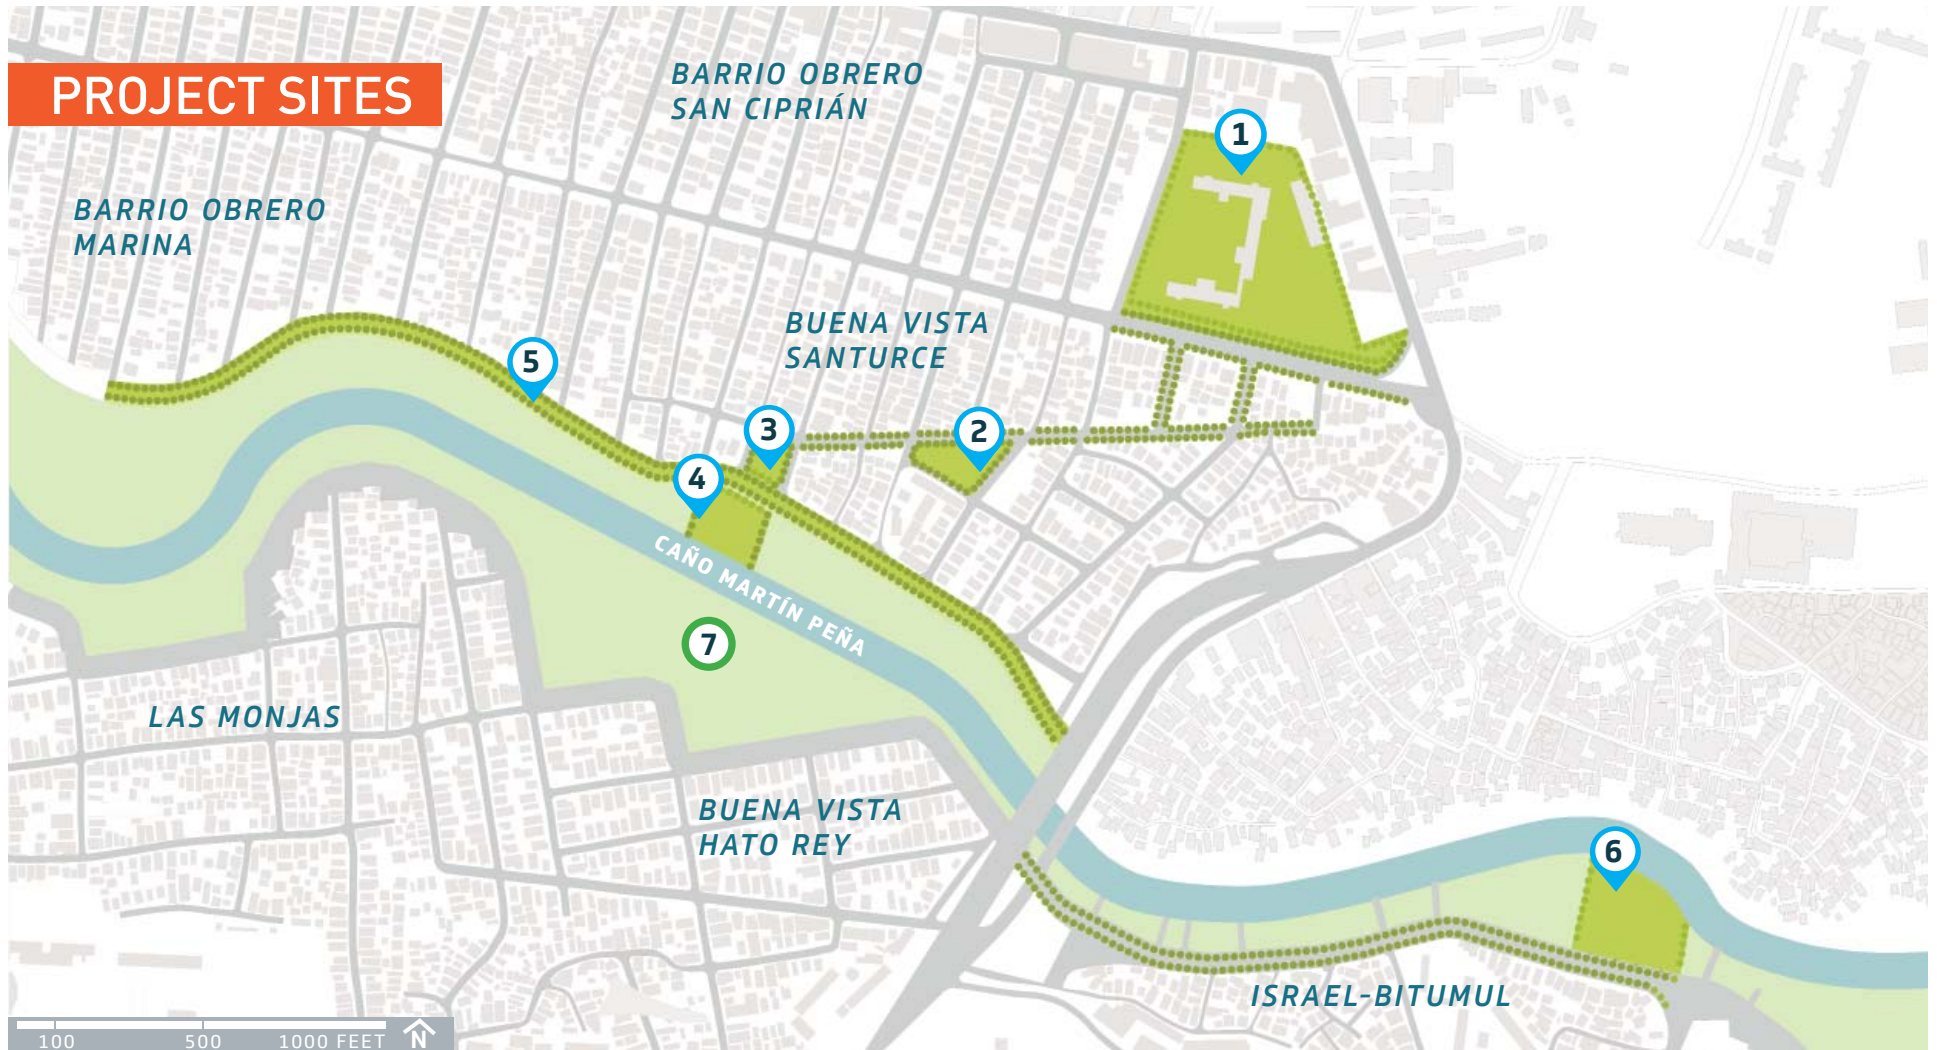 PROJECT SITES
BARRIO OBRERO
SAN CIPRIÁN
1
BARRIO OBRERO
MARINA
BUENA VISTA
SANTURCE
5
3
2
4
CAÑO MARTÍN PEÑA
7
LAS MONJAS
BUENA VISTA
HATO REY
6
ISRAEL-BITUMUL
100 500 1000 FEET N